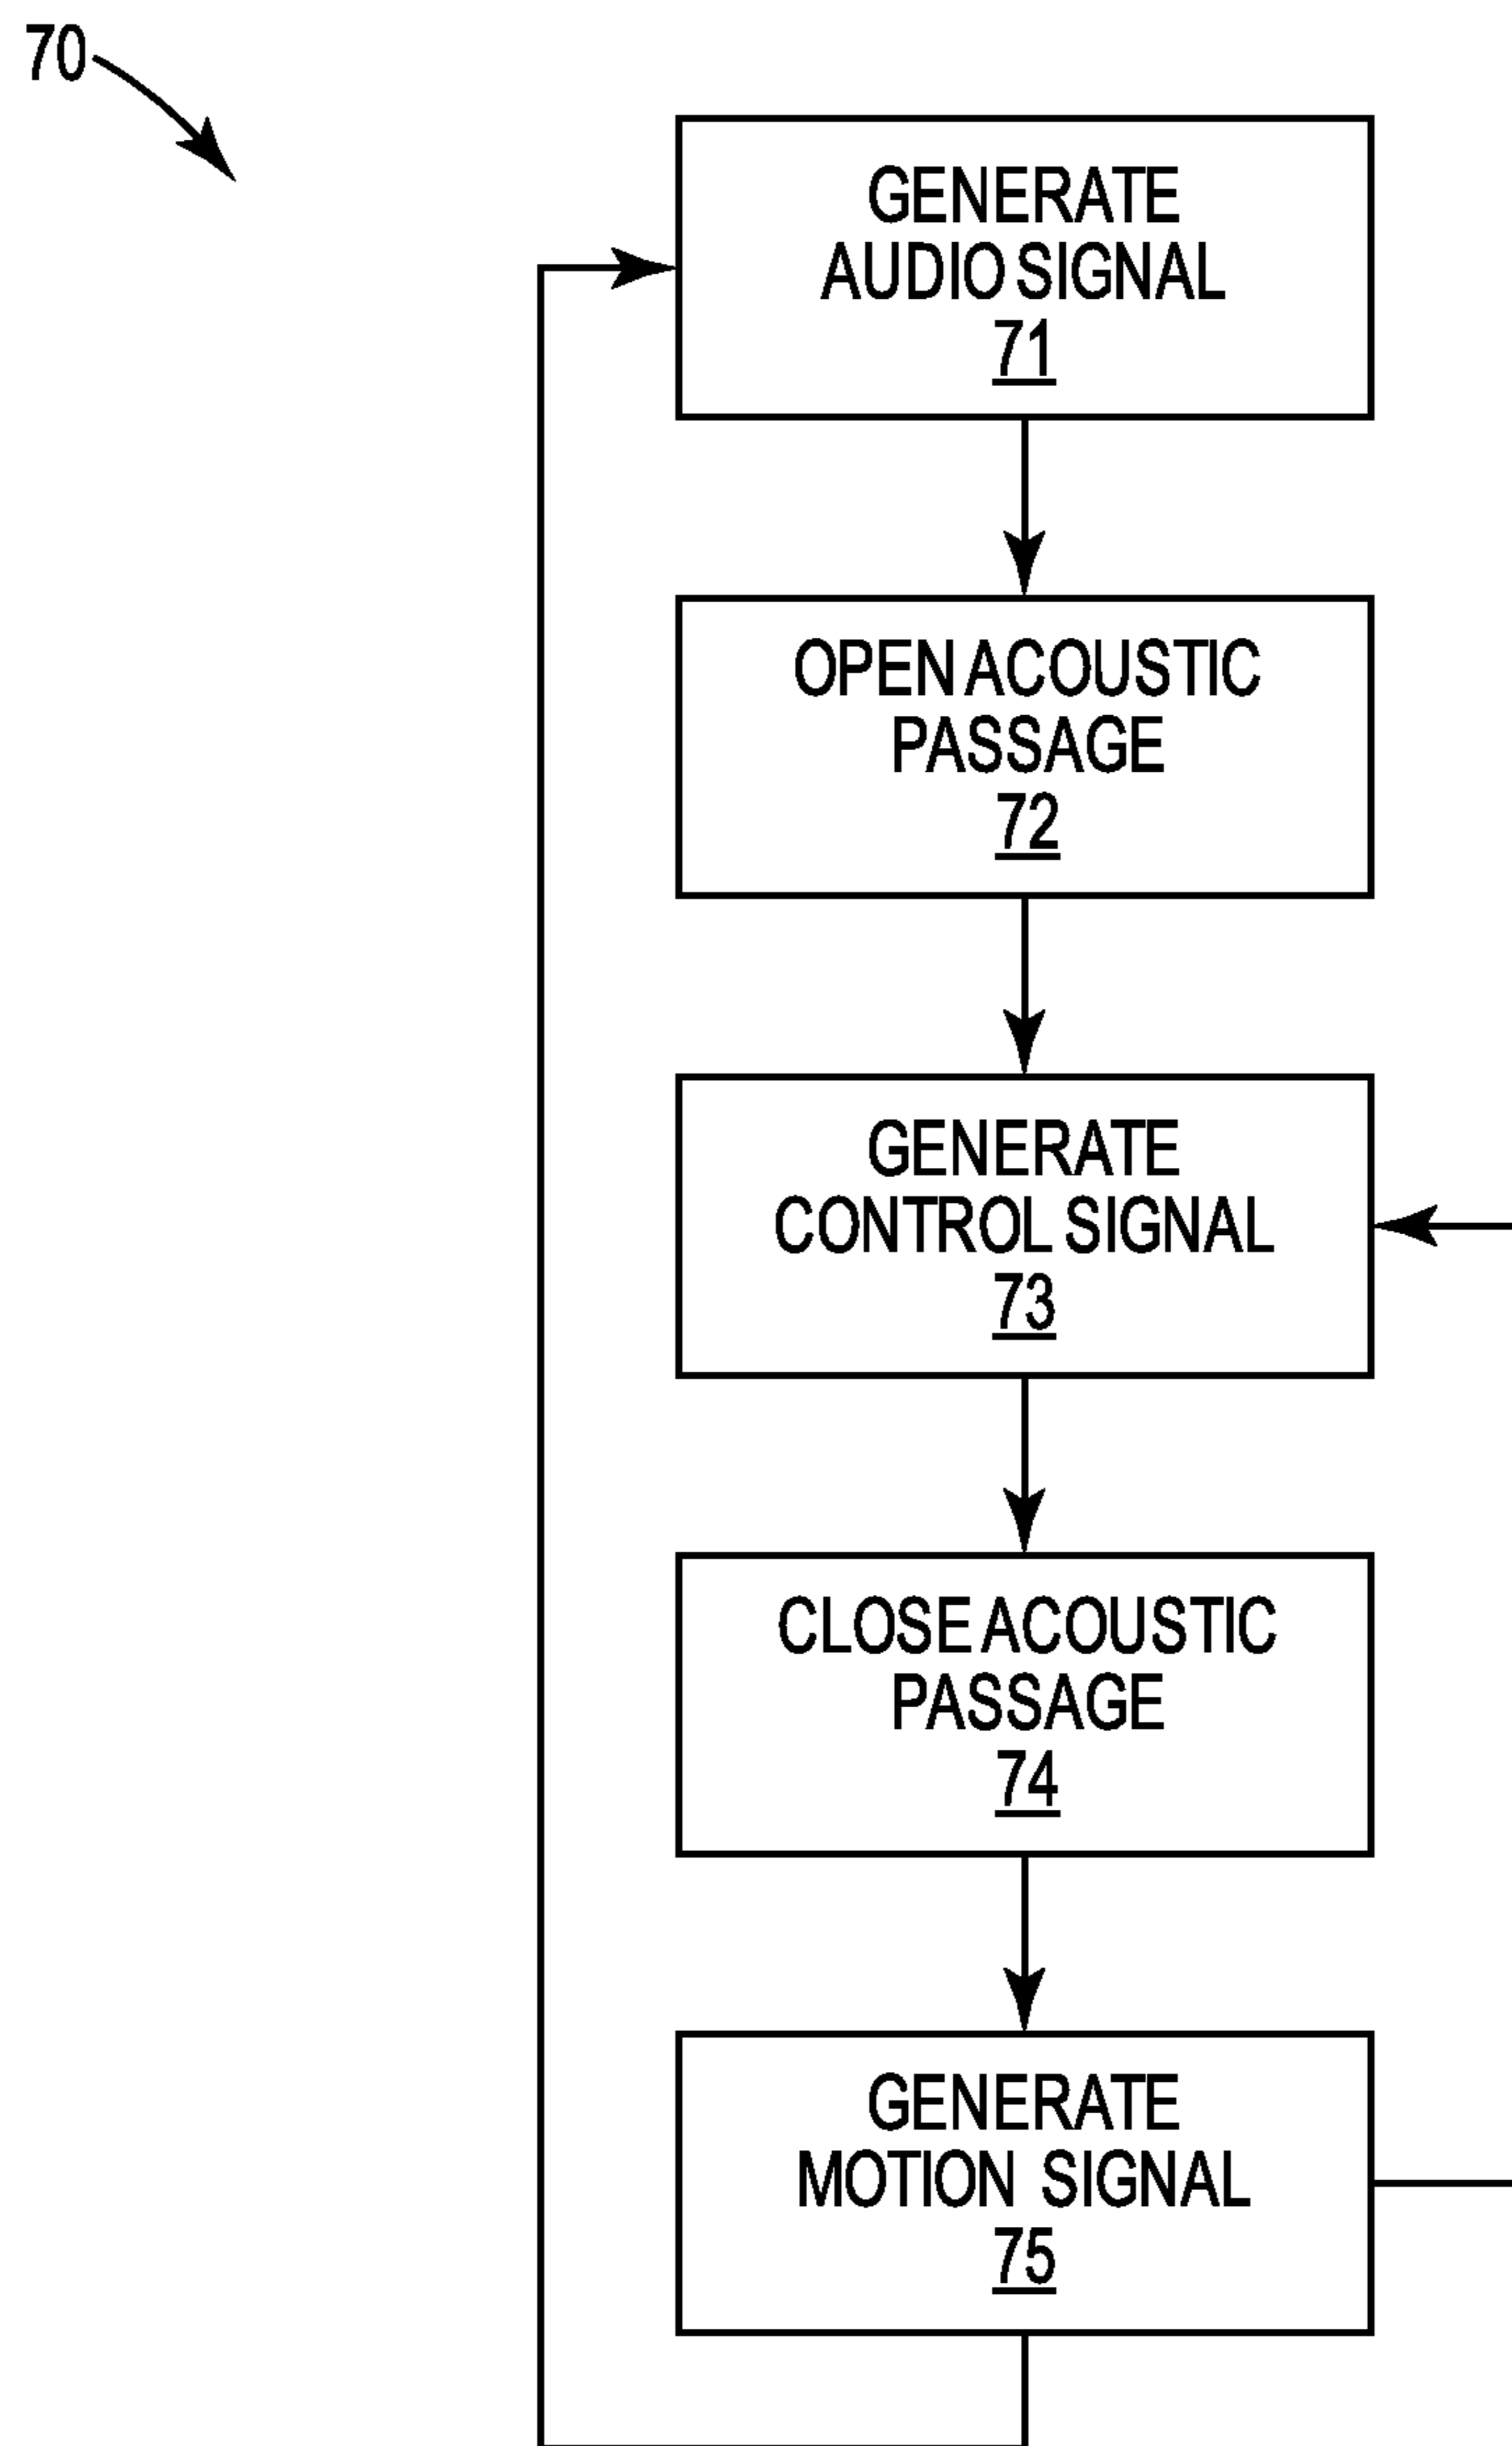 70
GENERATE
AUDIO SIGNAL
71
OPEN ACOUSTIC
PASSAGE
72
GENERATE
CONTROL SIGNAL
73
CLOSE ACOUSTIC
PASSAGE
74
GENERATE
MOTION SIGNAL
75